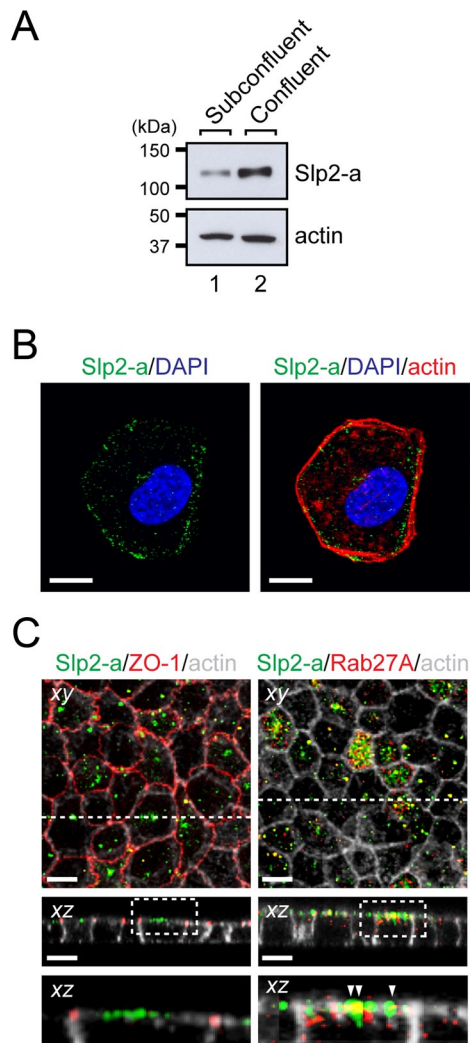 A
Subconfluent
Confluent
(kDa)
150
100
Slp2-a
50
37
actin
1 2
B
Slp2-a/DAPI
Slp2-a/DAPI/actin
C
Slp2-a/ZO-1/actin
Slp2-a/Rab27A/actin
xy
xy
xz
xz
xz
xz